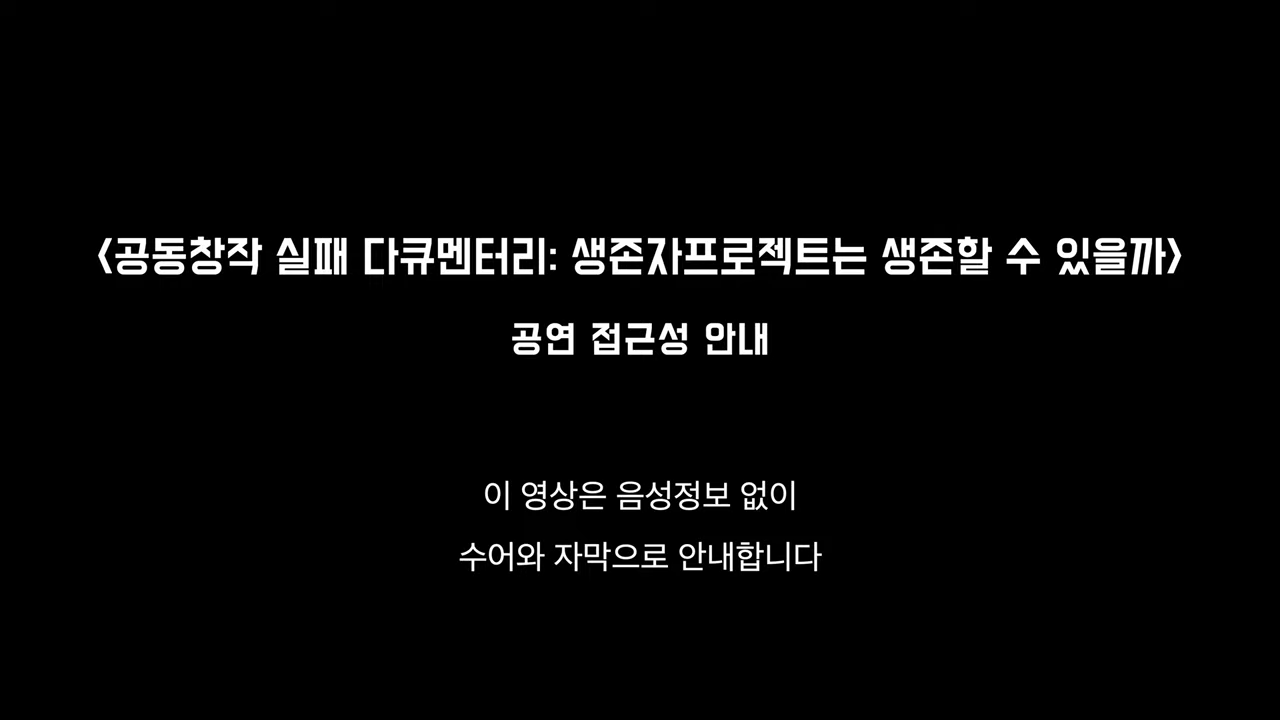 <공동창작 실패 다큐멘터리: 생존자프로젝트는 생존할 수 있을까>
공연 접근성 안내
이 영상은 음성정보 없이
수어와 자막으로 안내합니다